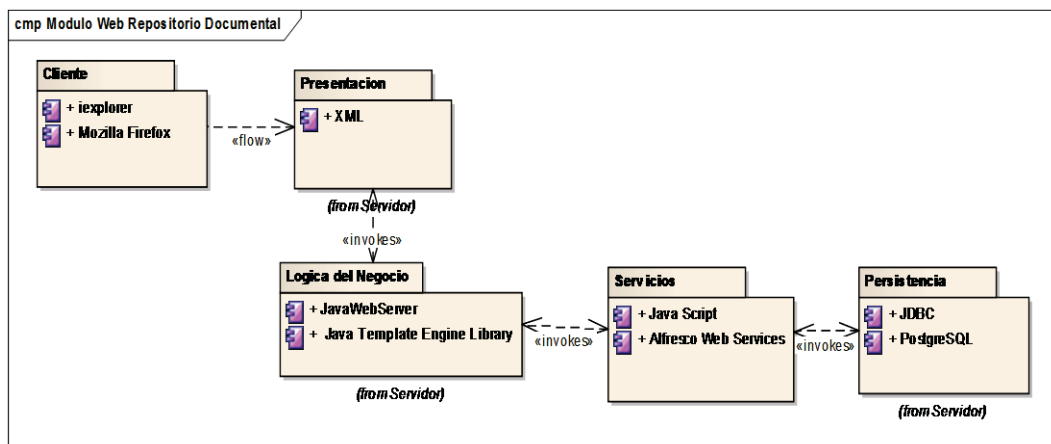 cmp Modulo Web Repositorio Documental
Cliente
+ iexplorer
+ Mozilla Firefox
«flow»
Presentacion
+ XML
(from Servidor)
«invokes»
Logica del Negocio
+ JavaWebServer
+ Java Template Engine Library
(from Servidor)
«invokes»
Servicios
+ Java Script
+ Alfresco Web Services
«invokes»
Persistencia
+ JDBC
+ PostgreSQL
(from Servidor)